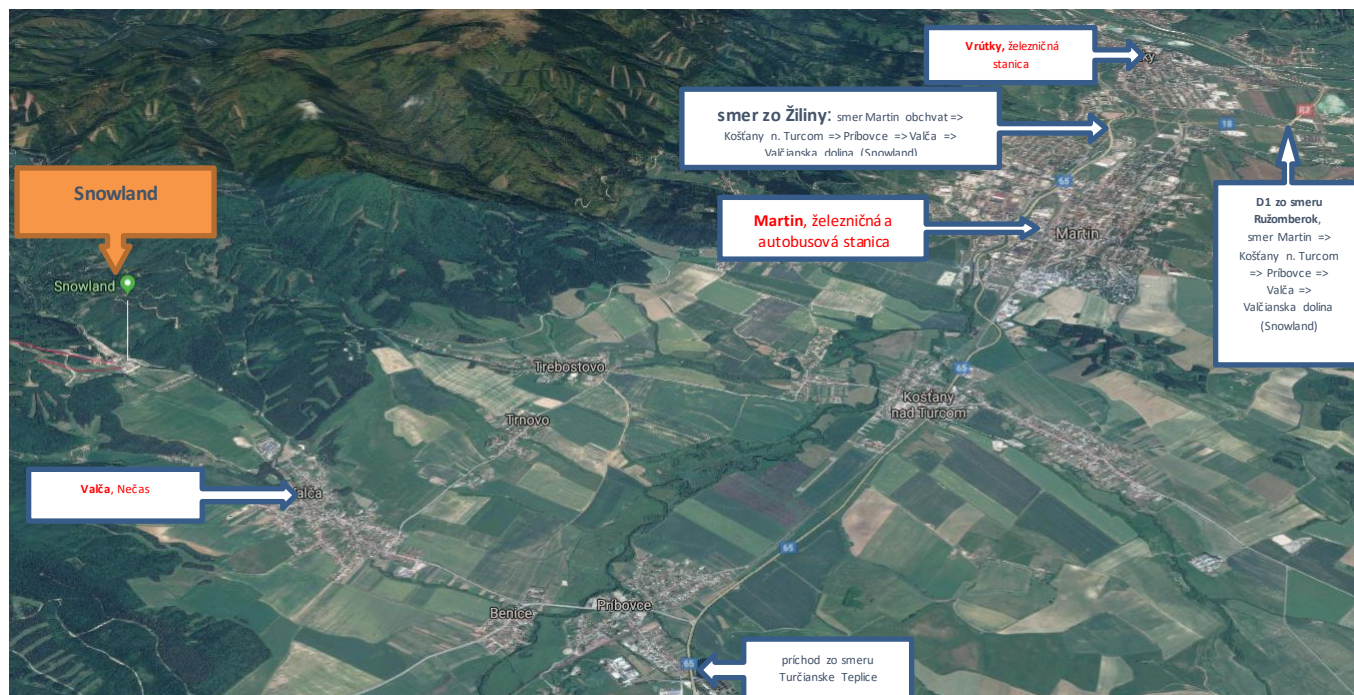 Vrútky, železničná
stanica
smer zo Žiliny: smer Martin obchvat =>
Košťany n. Turcom => Príbovce => Valča =>
Valčianska dolina (Snowland)
R3
18
65
Snowland
D1 zo smeru
Ružomberok,
smer Martin =>
Košťany n. Turcom
=> Príbovce =>
Valča =>
Valčianska dolina
(Snowland)
Martin, železničná a
autobusová stanica
Martin
Snowland
Trebostovo
65
Košťany
nad Turcom
Trnovo
Valča, Nečas
65
Príbovce
Benice
65
príchod zo smeru
Turčianske Teplice